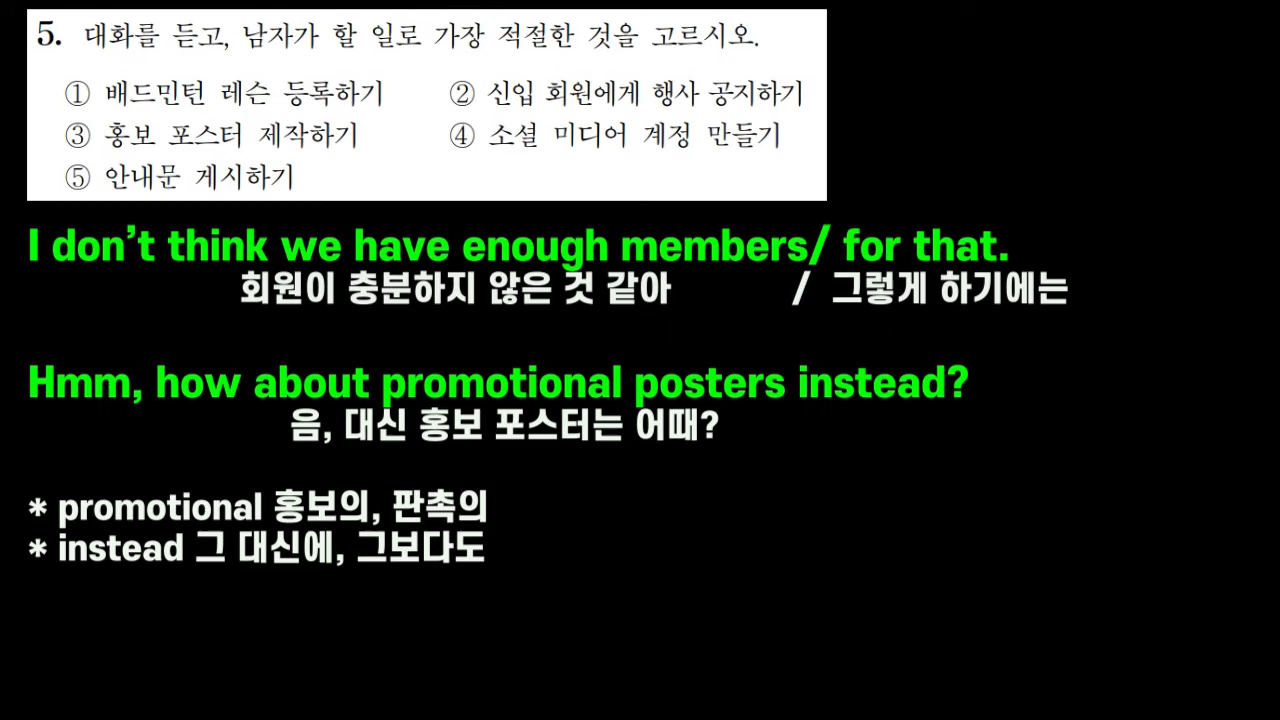 5. 대화를 듣고, 남자가 할 일로 가장 적절한 것을 고르시오.
① 배드민턴 레슨 등록하기 ② 신입 회원에게 행사 공지하기
③ 홍보 포스터 제작하기 ④ 소셜 미디어 계정 만들기
⑤ 안내문 게시하기
I don’t think we have enough members/ for that.
회원이 충분하지 않은 것 같아 / 그렇게 하기에는
Hmm, how about promotional posters instead?
음, 대신 홍보 포스터는 어때?
* promotional 홍보의, 판촉의
* instead 그 대신에, 그보다도